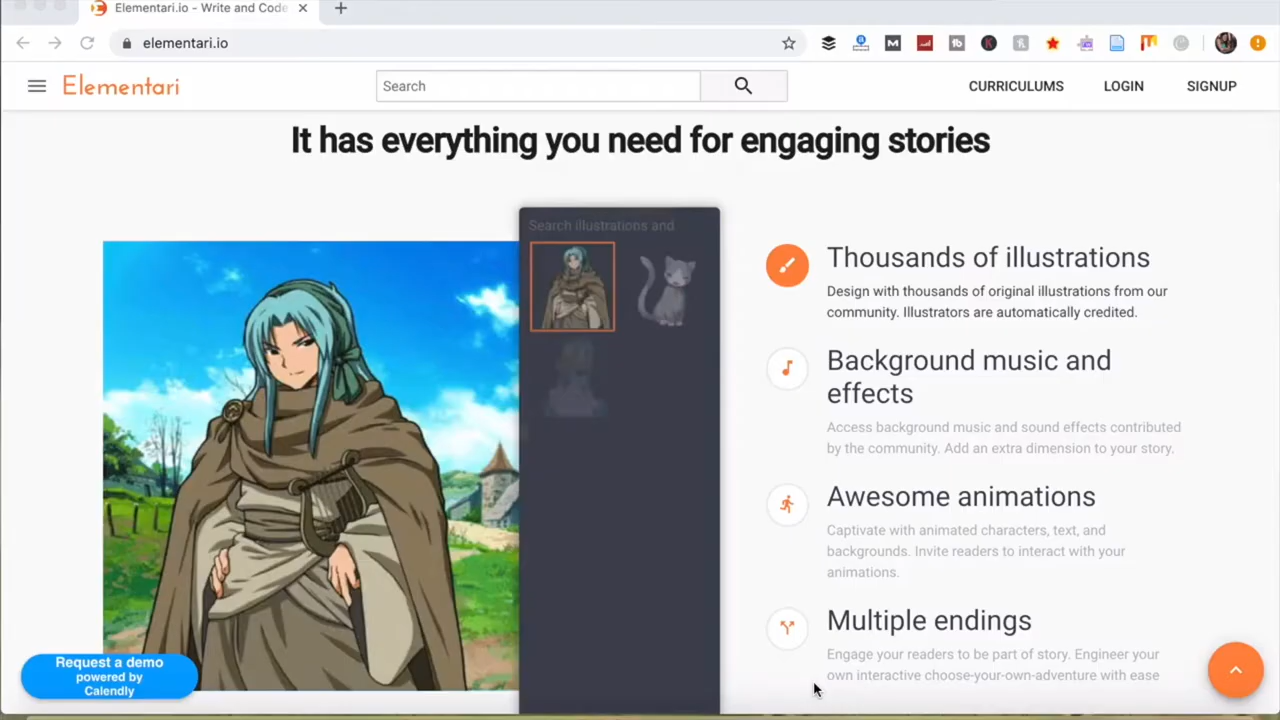 Elementari.io - Write and Code
elementari.io
Elementari
Search
CURRICULUMS
LOGIN
SIGNUP
It has everything you need for engaging stories
Search illustrations and
Thousands of illustrations
Design with thousands of original illustrations from our
community. Illustrators are automatically credited.
Background music and
effects
Access background music and sound effects contributed
by the community. Add an extra dimension to your story.
Awesome animations
Captivate with animated characters, text, and
backgrounds. Invite readers to interact with your
animations.
Multiple endings
Engage your readers to be part of story. Engineer your
own interactive choose-your-own-adventure with ease
Request a demo
powered by
Calendly